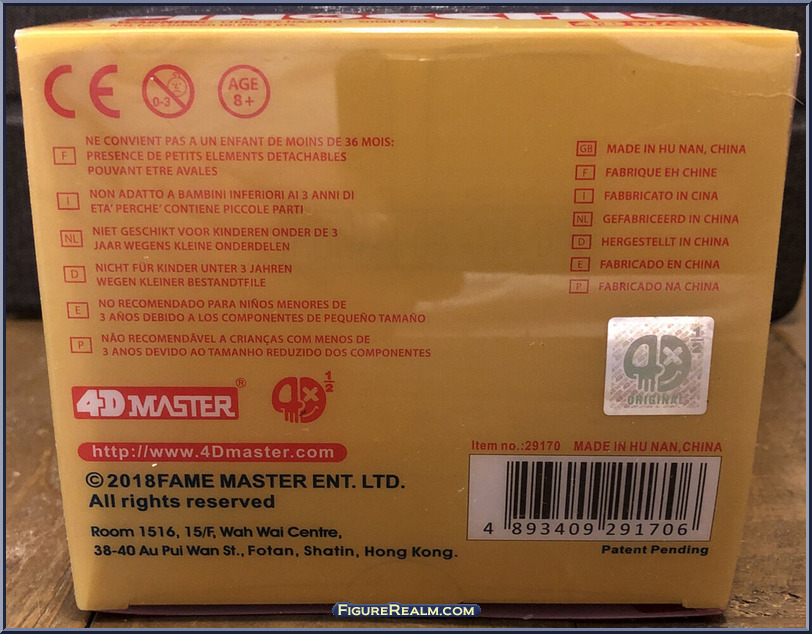 CE
0-3
AGE
8+
F
NE CONVIENT PAS A UN ENFANT DE MOINS DE 36 MOIS:
PRESENCE DE PETITS ELEMENTS DETACHABLES
POUVANT ETRE AVALES
I
NON ADATTO A BAMBINI INFERIORI AI 3 ANNI DI
ETA' PERCHE' CONTIENE PICCOLE PARTI
NL
NIET GESCHIKT VOOR KINDEREN ONDER DE 3
JAAR WEGENS KLEINE ONDERDELEN
D
NICHT FÜR KINDER UNTER 3 JAHREN
WEGEN KLEINER BESTANDTFILE
E
NO RECOMENDADO PARA NIÑOS MENORES DE
3 AÑOS DEBIDO A LOS COMPONENTES DE PEQUEÑO TAMAÑO
P
NÃO RECOMENDÁVEL A CRIANÇAS COM MENOS DE
3 ANOS DEVIDO AO TAMANHO REDUZIDO DOS COMPONENTES
GB MADE IN HU NAN, CHINA
F FABRIQUE EH CHINE
I FABBRICATO IN CINA
NL GEFABRICEERD IN CHINA
D HERGESTELLT IN CHINA
E FABRICADO EN CHINA
P FABRICADO NA CHINA
4D 1/2
ORIGINAL
4D MASTER®
4D 1/2
http://www.4Dmaster.com
©2018FAME MASTER ENT. LTD.
All rights reserved
Room 1516, 15/F, Wah Wai Centre,
38-40 Au Pui Wan St., Fotan, Shatin, Hong Kong.
Item no.:29170 MADE IN HU NAN,CHINA
4 893409 291706
Patent Pending
FIGUREREALM.COM